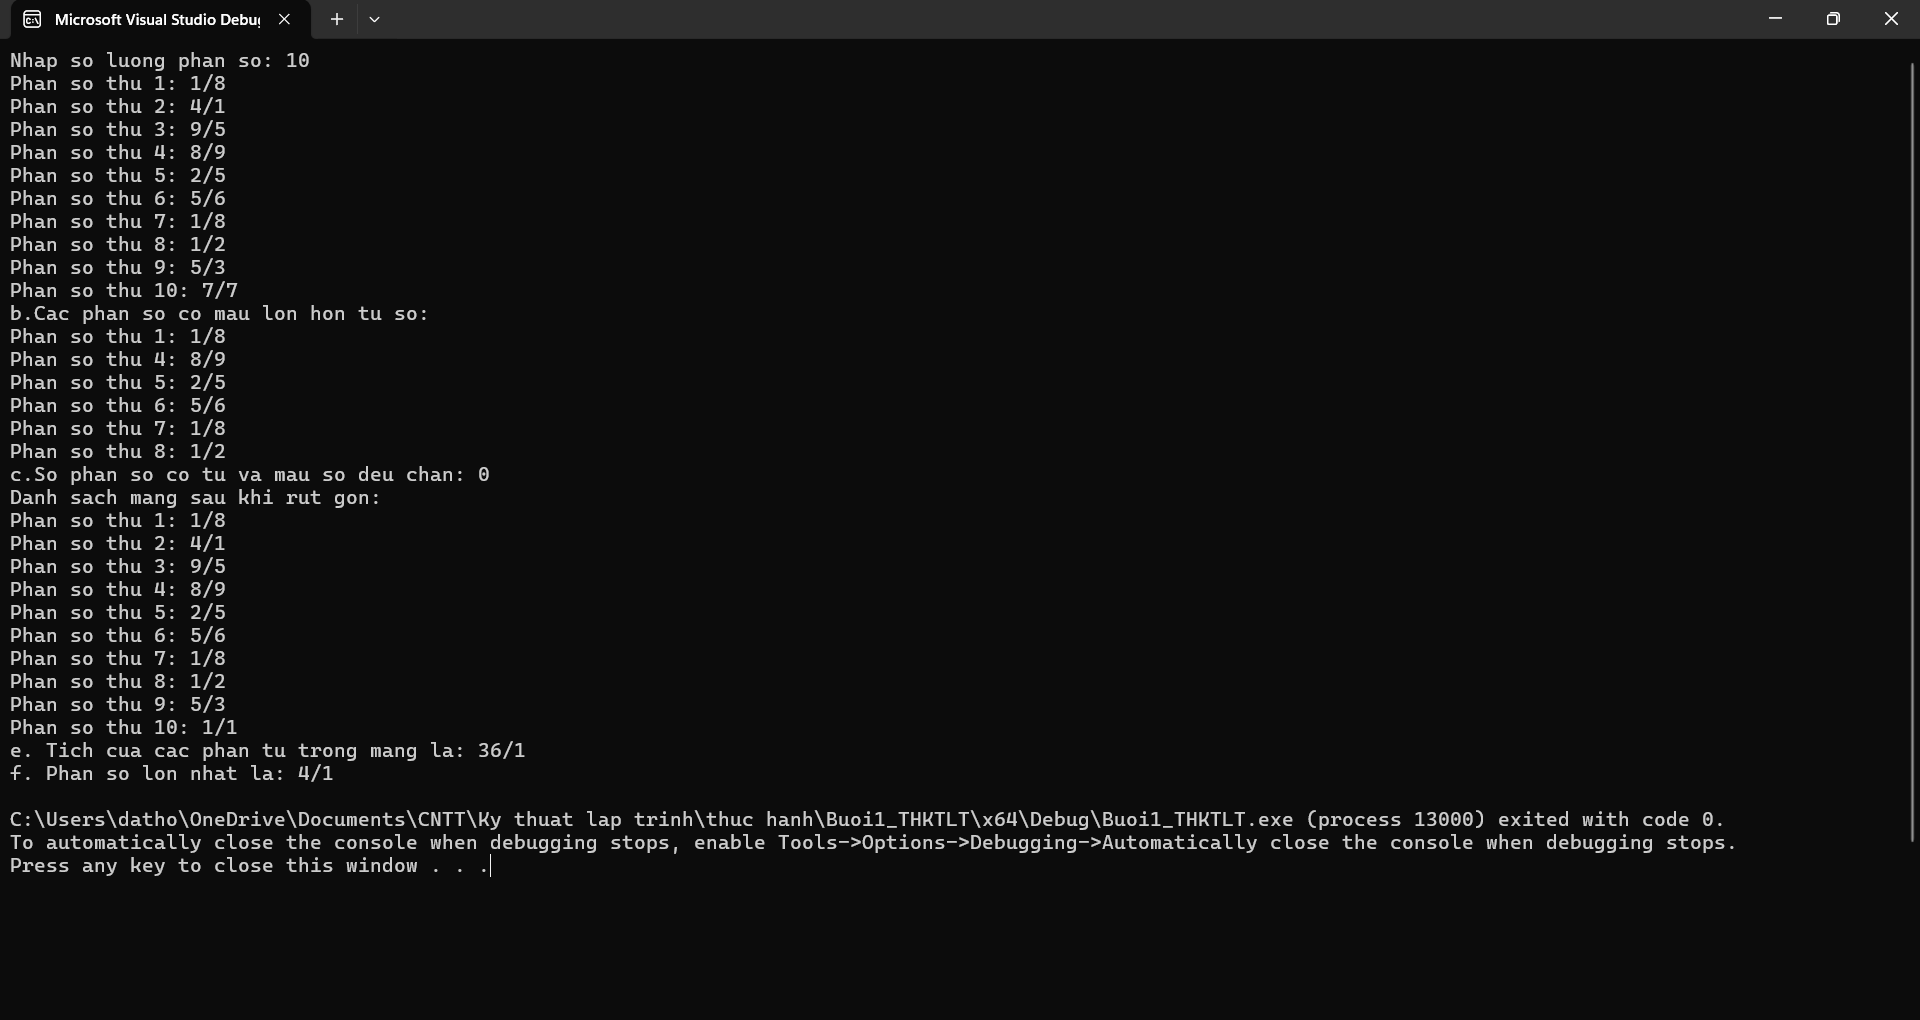 Microsoft Visual Studio Debu
Nhap so luong phan so: 10
Phan so thu 1: 1/8
Phan so thu 2: 4/1
Phan so thu 3: 9/5
Phan so thu 4: 8/9
Phan so thu 5: 2/5
Phan so thu 6: 5/6
Phan so thu 7: 1/8
Phan so thu 8: 1/2
Phan so thu 9: 5/3
Phan so thu 10: 7/7
b.Cac phan so co mau lon hon tu so:
Phan so thu 1: 1/8
Phan so thu 4: 8/9
Phan so thu 5: 2/5
Phan so thu 6: 5/6
Phan so thu 7: 1/8
Phan so thu 8: 1/2
c.So phan so co tu va mau so deu chan: 0
Danh sach mang sau khi rut gon:
Phan so thu 1: 1/8
Phan so thu 2: 4/1
Phan so thu 3: 9/5
Phan so thu 4: 8/9
Phan so thu 5: 2/5
Phan so thu 6: 5/6
Phan so thu 7: 1/8
Phan so thu 8: 1/2
Phan so thu 9: 5/3
Phan so thu 10: 1/1
e. Tich cua cac phan tu trong mang la: 36/1
f. Phan so lon nhat la: 4/1
C:\Users\datho\OneDrive\Documents\CNTT\Ky thuat lap trinh\thuc hanh\Buoi1_THKTLT\x64\Debug\Buoi1_THKTLT.exe (process 13000) exited with code 0.
To automatically close the console when debugging stops, enable Tools->Options->Debugging->Automatically close the console when debugging stops.
Press any key to close this window . . .